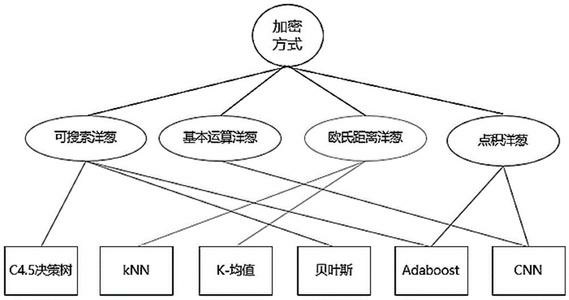 加密
方式
可搜索洋葱
基本运算洋葱
欧氏距离洋葱
点积洋葱
C4.5决策树
kNN
K-均值
贝叶斯
Adaboost
CNN